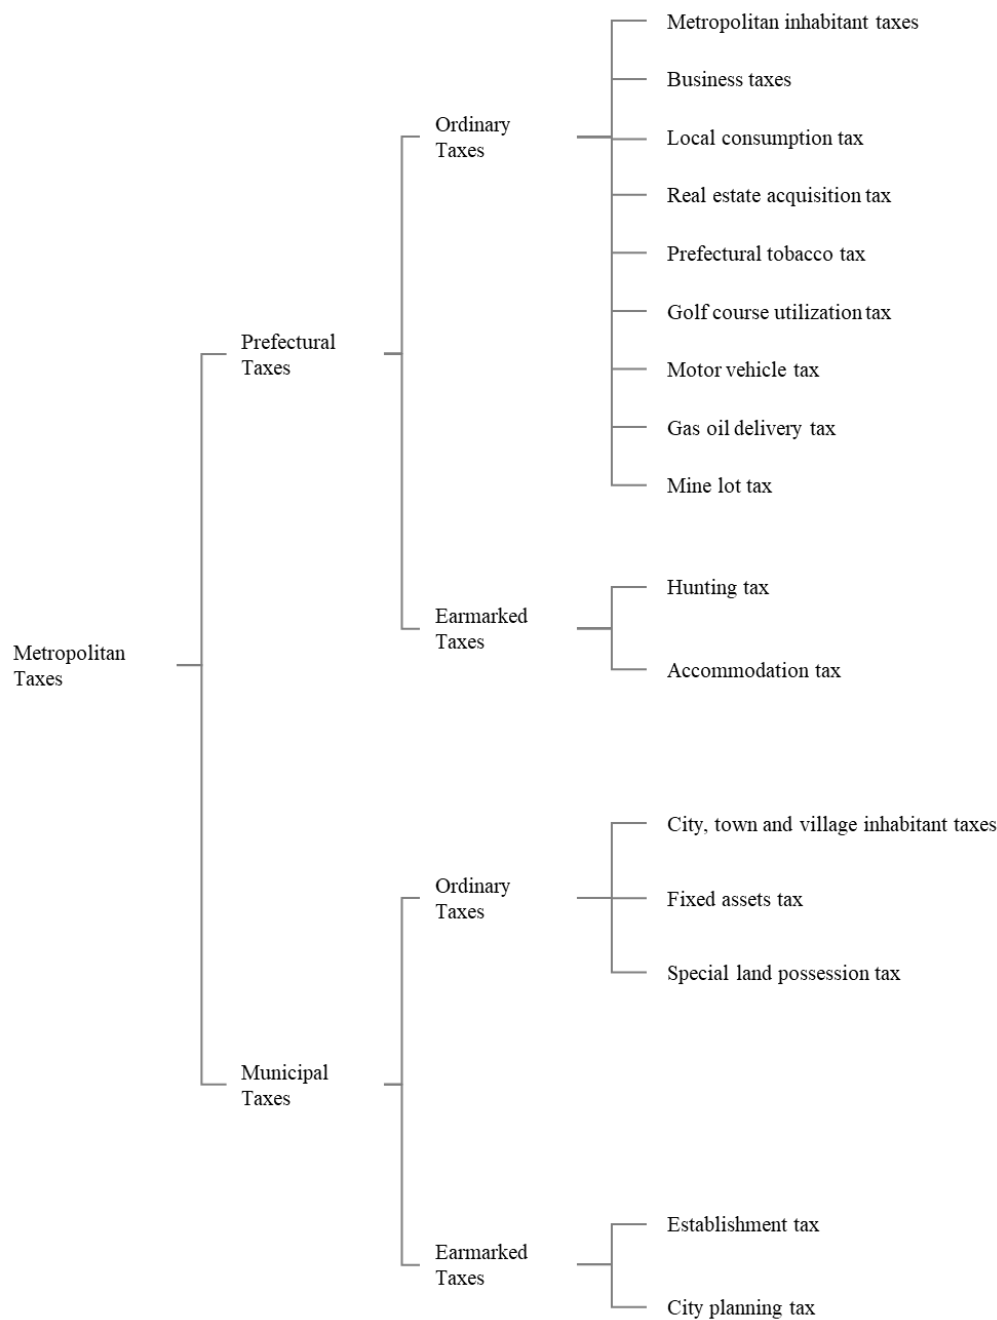 Metropolitan
Taxes
Prefectural
Taxes
Ordinary
Taxes
Metropolitan inhabitant taxes
Business taxes
Local consumption tax
Real estate acquisition tax
Prefectural tobacco tax
Golf course utilization tax
Motor vehicle tax
Gas oil delivery tax
Mine lot tax
Earmarked
Taxes
Hunting tax
Accommodation tax
Municipal
Taxes
Ordinary
Taxes
City, town and village inhabitant taxes
Fixed assets tax
Special land possession tax
Earmarked
Taxes
Establishment tax
City planning tax